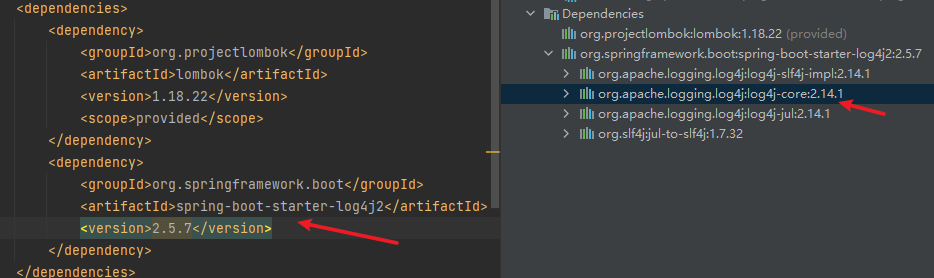 <dependencies>
<dependency>
<groupId>org.projectlombok</groupId>
<artifactId>lombok</artifactId>
<version>1.18.22</version>
<scope>provided</scope>
</dependency>
<dependency>
<groupId>org.springframework.boot</groupId>
<artifactId>spring-boot-starter-log4j2</artifactId>
<version>2.5.7</version>
</dependency>
</dependencies>
Dependencies
org.projectlombok:lombok:1.18.22 (provided)
org.springframework.boot:spring-boot-starter-log4j2:2.5.7
org.apache.logging.log4j:log4j-slf4j-impl:2.14.1
org.apache.logging.log4j:log4j-core:2.14.1
org.apache.logging.log4j:log4j-jul:2.14.1
org.slf4j:jul-to-slf4j:1.7.32